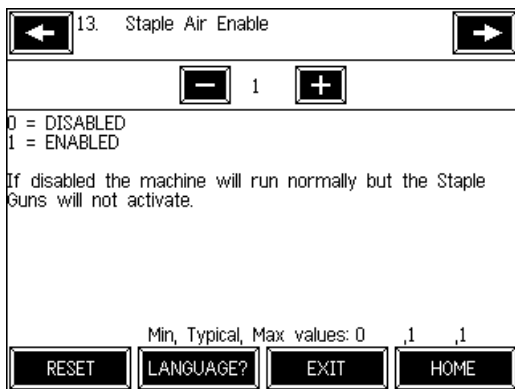 13. Staple Air Enable
1
0 = DISABLED
1 = ENABLED
If disabled the machine will run normally but the Staple
Guns will not activate.
Min, Typical, Max values: 0 ,1 ,1
RESET LANGUAGE? EXIT HOME